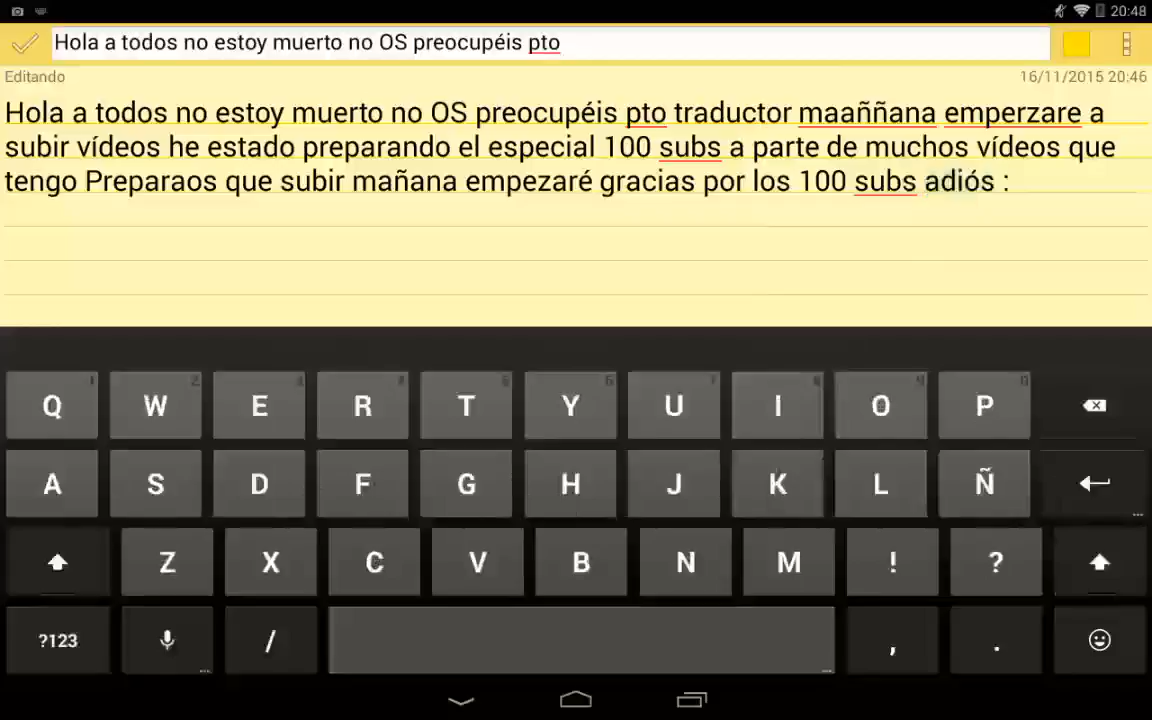 20:48
Hola a todos no estoy muerto no OS preocupéis pto
Editando 16/11/2015 20:46
Hola a todos no estoy muerto no OS preocupéis pto traductor maaññana emperzare a
subir vídeos he estado preparando el especial 100 subs a parte de muchos vídeos que
tengo Preparaos que subir mañana empezaré gracias por los 100 subs adiós :
Q W E R T Y U I O P
A S D F G H J K L Ñ
Z X C V B N M ! ?
?123 / , .